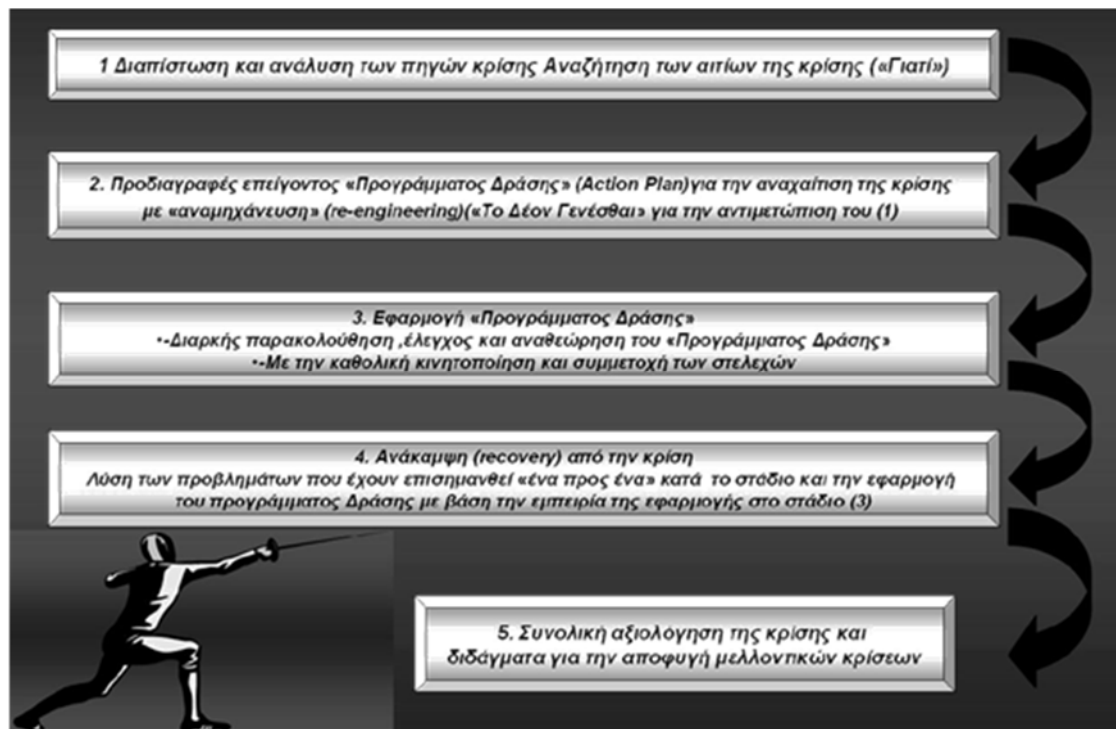 1 Διαπίστωση και ανάλυση των πηγών κρίσης Αναζήτηση των αιτίων της κρίσης («Γιατί»)
2. Προδιαγραφές επείγοντος «Προγράμματος Δράσης» (Action Plan)για την αναχαίτιση της κρίσης
με «αναμηχάνευση» (re-engineering)(«Το Δέον Γενέσθαι» για την αντιμετώπιση του (1)
3. Εφαρμογή «Προγράμματος Δράσης»
•-Διαρκής παρακολούθηση ,έλεγχος και αναθεώρηση του «Προγράμματος Δράσης»
•-Με την καθολική κινητοποίηση και συμμετοχή των στελεχών
4. Ανάκαμψη (recovery) από την κρίση
Λύση των προβλημάτων που έχουν επισημανθεί «ένα προς ένα» κατά το στάδιο και την εφαρμογή
του προγράμματος Δράσης με βάση την εμπειρία της εφαρμογής στο στάδιο (3)
5. Συνολική αξιολόγηση της κρίσης και
διδάγματα για την αποφυγή μελλοντικών κρίσεων